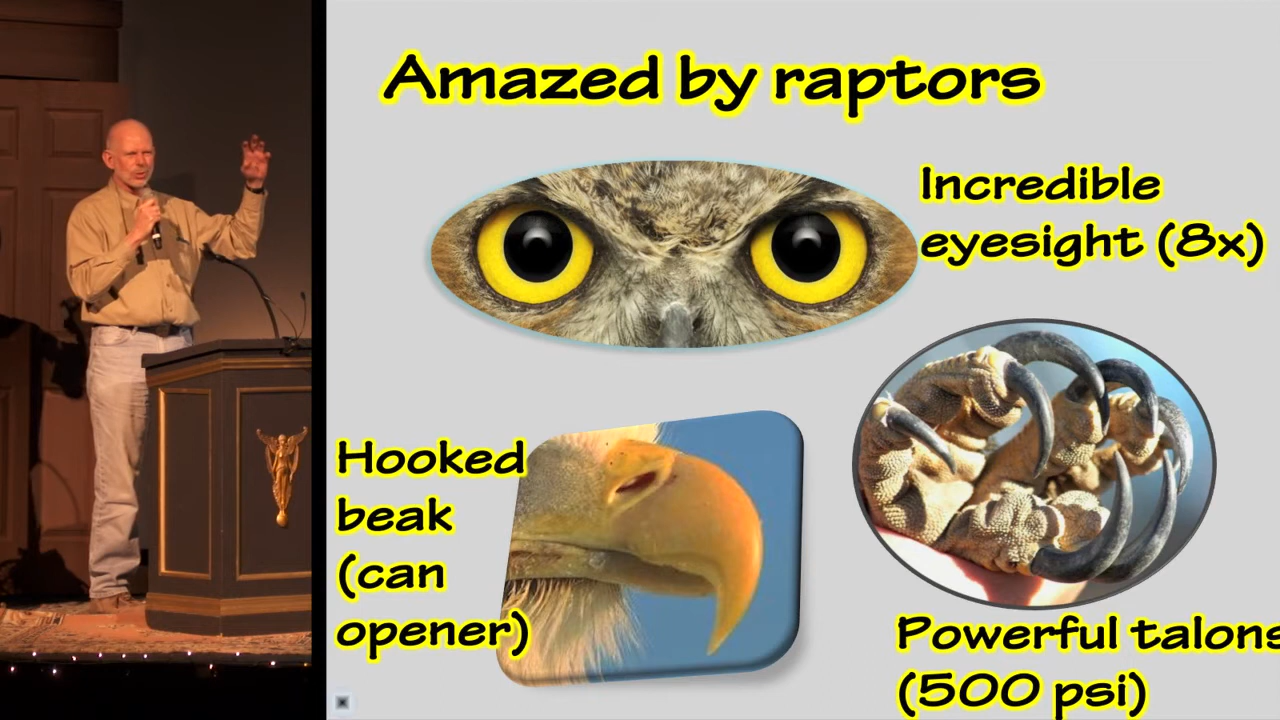 Amazed by raptors
Incredible
eyesight (8x)
Hooked
beak
(can
opener)
Powerful talons
(500 psi)